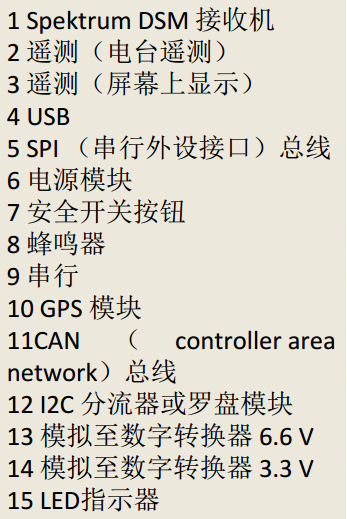 1 Spektrum DSM 接收机
2 遥测（电台遥测）
3 遥测（屏幕上显示）
4 USB
5 SPI （串行外设接口）总线
6 电源模块
7 安全开关按钮
8 蜂鸣器
9 串行
10 GPS 模块
11CAN （ controller area
network）总线
12 I2C 分流器或罗盘模块
13 模拟至数字转换器 6.6 V
14 模拟至数字转换器 3.3 V
15 LED指示器